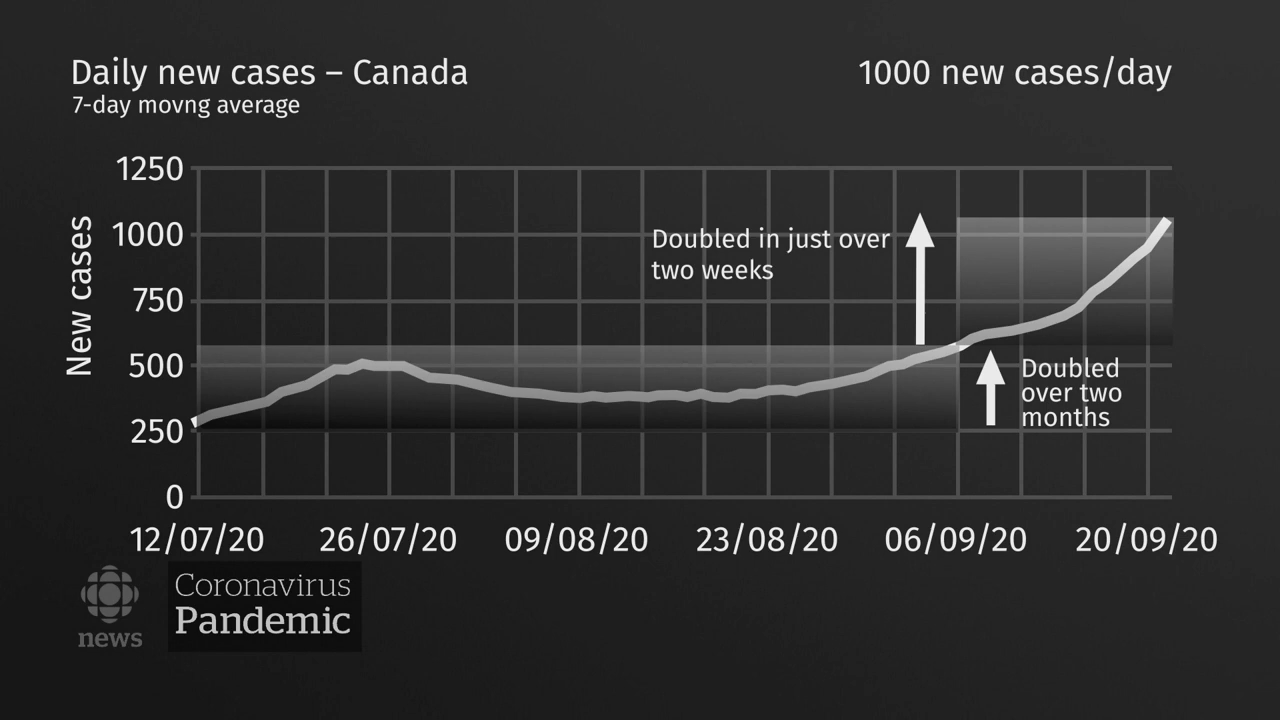 Daily new cases – Canada
7-day movng average
1000 new cases/day
New cases
1250
1000
750
500
250
0
Doubled in just over
two weeks
Doubled
over two
months
12/07/20 26/07/20 09/08/20 23/08/20 06/09/20 20/09/20
news
Coronavirus
Pandemic